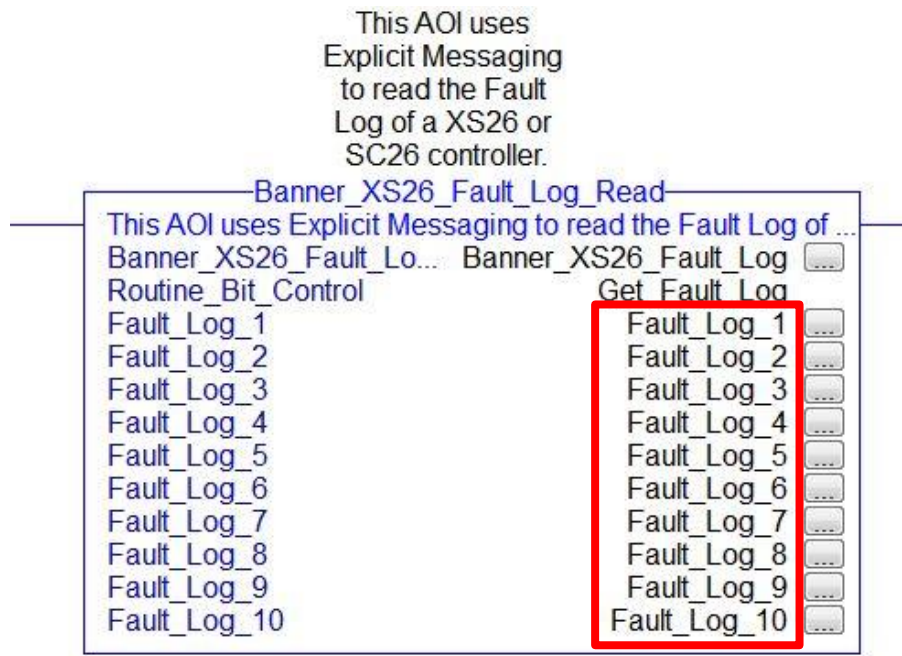 This AOI uses
Explicit Messaging
to read the Fault
Log of a XS26 or
SC26 controller.
Banner_XS26_Fault_Log_Read
This AOI uses Explicit Messaging to read the Fault Log of ...
Banner_XS26_Fault_Lo... Banner_XS26_Fault_Log ...
Routine_Bit_Control Get_Fault_Log
Fault_Log_1 Fault_Log_1 ...
Fault_Log_2 Fault_Log_2 ...
Fault_Log_3 Fault_Log_3 ...
Fault_Log_4 Fault_Log_4 ...
Fault_Log_5 Fault_Log_5 ...
Fault_Log_6 Fault_Log_6 ...
Fault_Log_7 Fault_Log_7 ...
Fault_Log_8 Fault_Log_8 ...
Fault_Log_9 Fault_Log_9 ...
Fault_Log_10 Fault_Log_10 ...